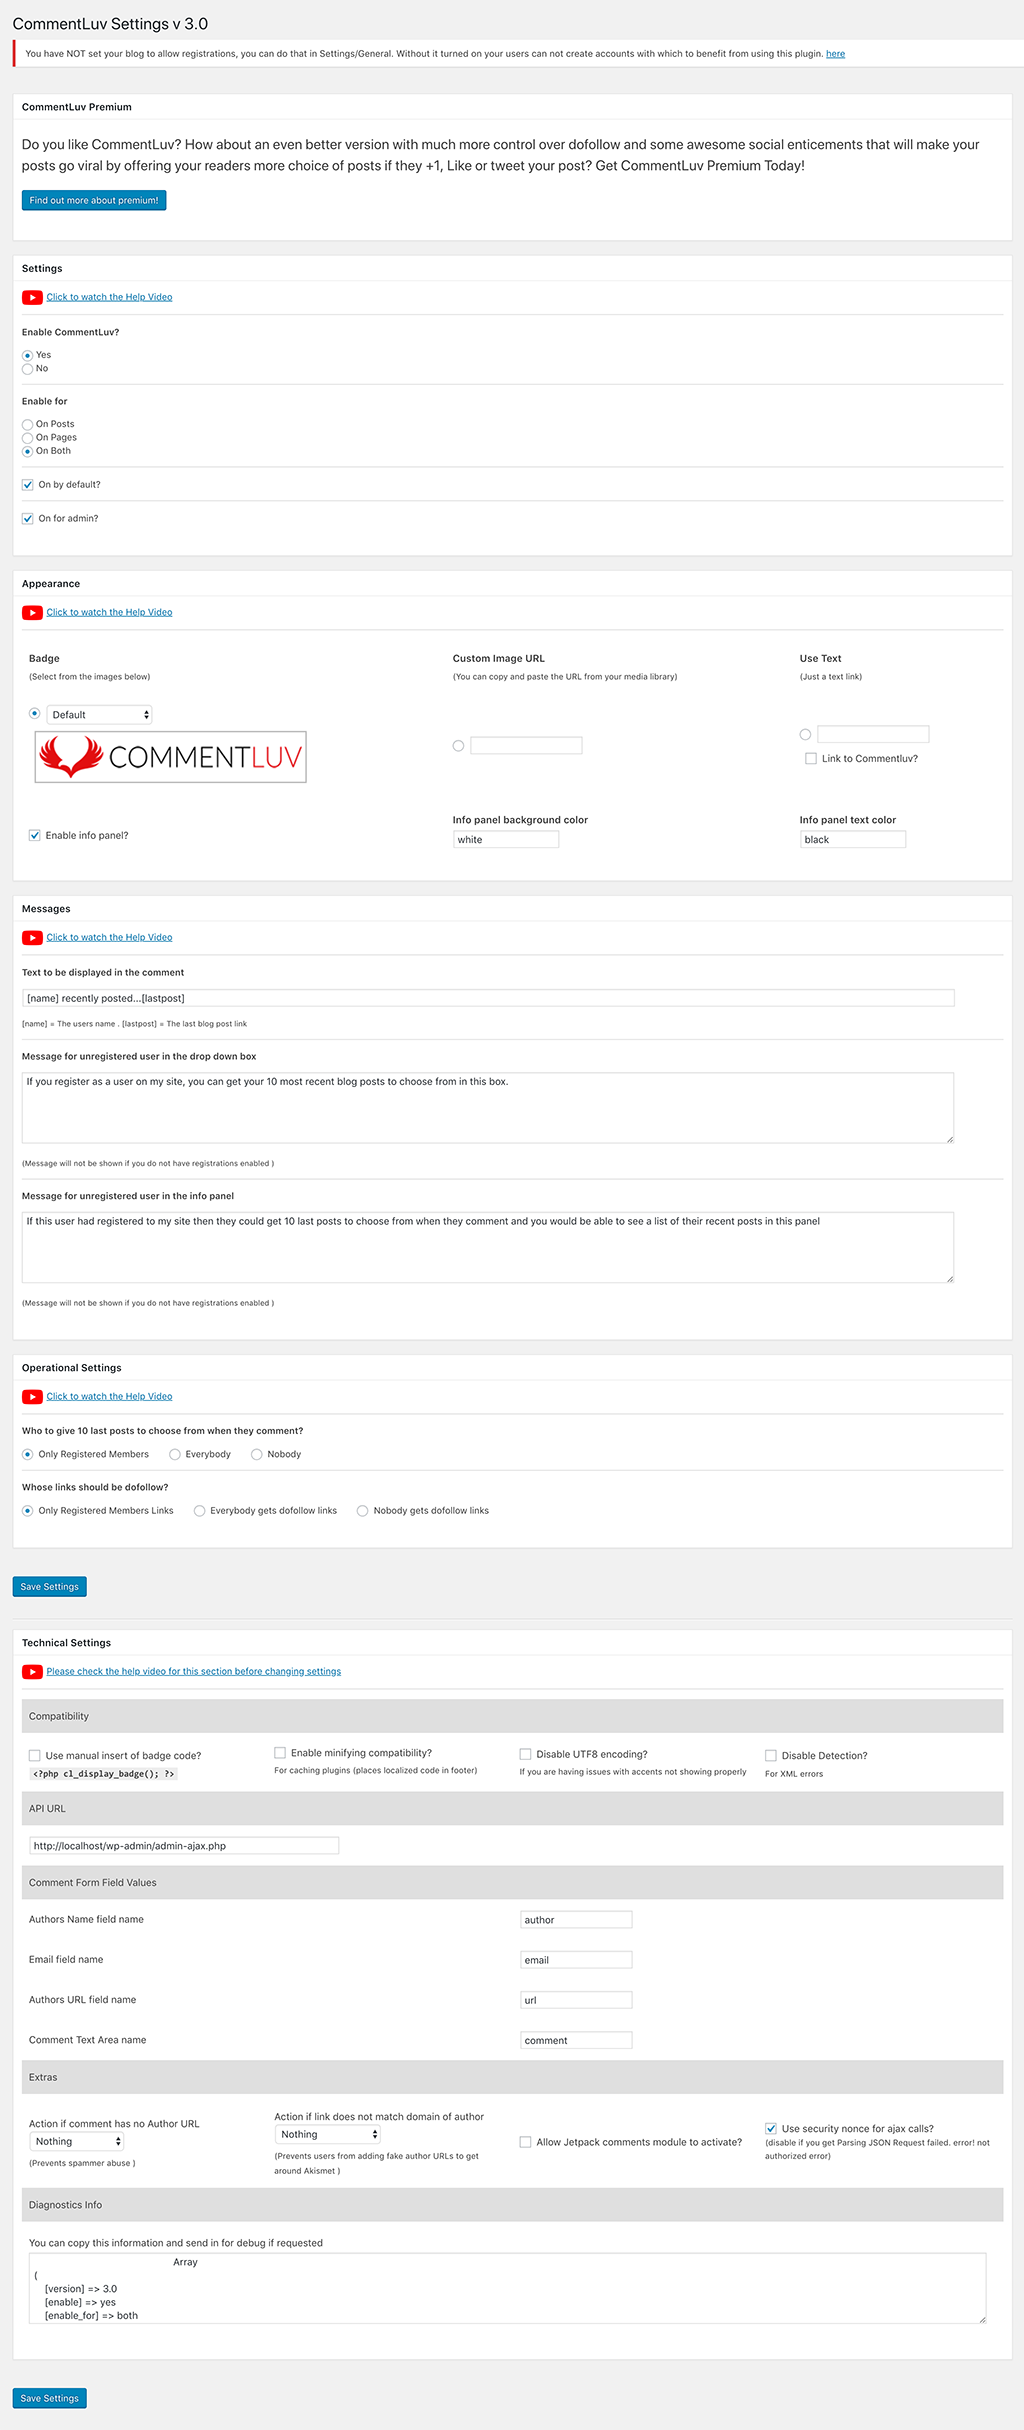 CommentLuv Settings v 3.0
You have NOT set your blog to allow registrations, you can do that in Settings/General. Without it turned on your users can not create accounts with which to benefit from using this plugin. here
CommentLuv Premium
Do you like CommentLuv? How about an even better version with much more control over dofollow and some awesome social enticements that will make your
posts go viral by offering your readers more choice of posts if they +1, Like or tweet your post? Get CommentLuv Premium Today!
Find out more about premium!
Settings
Click to watch the Help Video
Enable CommentLuv?
Yes
No
Enable for
On Posts
On Pages
On Both
On by default?
On for admin?
Appearance
Click to watch the Help Video
Badge
(Select from the images below)
Custom Image URL
(You can copy and paste the URL from your media library)
Use Text
(Just a text link)
Default
COMMENTLUV
Link to Commentluv?
Enable info panel?
Info panel background color
white
Info panel text color
black
Messages
Click to watch the Help Video
Text to be displayed in the comment
[name] recently posted...[lastpost]
[name] = The users name . [lastpost] = The last blog post link
Message for unregistered user in the drop down box
If you register as a user on my site, you can get your 10 most recent blog posts to choose from in this box.
(Message will not be shown if you do not have registrations enabled )
Message for unregistered user in the info panel
If this user had registered to my site then they could get 10 last posts to choose from when they comment and you would be able to see a list of their recent posts in this panel
(Message will not be shown if you do not have registrations enabled )
Operational Settings
Click to watch the Help Video
Who to give 10 last posts to choose from when they comment?
Only Registered Members Everybody Nobody
Whose links should be dofollow?
Only Registered Members Links Everybody gets dofollow links Nobody gets dofollow links
Save Settings
Technical Settings
Please check the help video for this section before changing settings
Compatibility
Use manual insert of badge code?
<?php cl_display_badge(); ?>
Enable minifying compatibility?
For caching plugins (places localized code in footer)
Disable UTF8 encoding?
If you are having issues with accents not showing properly
Disable Detection?
For XML errors
API URL
http://localhost/wp-admin/admin-ajax.php
Comment Form Field Values
Authors Name field name author
Email field name email
Authors URL field name url
Comment Text Area name comment
Extras
Action if comment has no Author URL
Nothing
(Prevents spammer abuse )
Action if link does not match domain of author
Nothing
(Prevents users from adding fake author URLs to get
around Akismet )
Allow Jetpack comments module to activate?
Use security nonce for ajax calls?
(disable if you get Parsing JSON Request failed. error! not
authorized error)
Diagnostics Info
You can copy this information and send in for debug if requested
Array
(
[version] => 3.0
[enable] => yes
[enable_for] => both
Save Settings